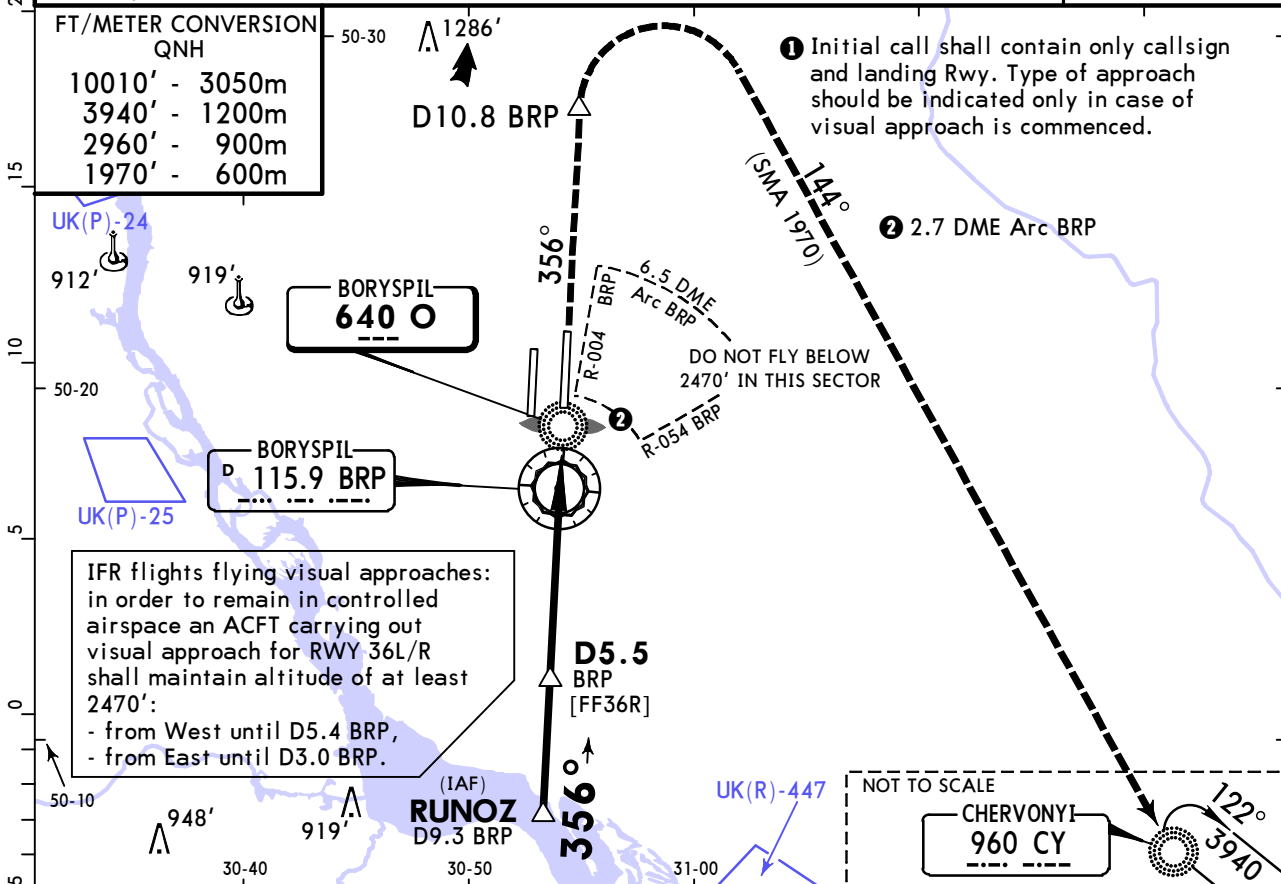 FT/METER CONVERSION
QNH
10010' - 3050m
3940' - 1200m
2960' - 900m
1970' - 600m
50-30
1286'
D10.8 BRP
❶ Initial call shall contain only callsign
and landing Rwy. Type of approach
should be indicated only in case of
visual approach is commenced.
15
UK(P)-24
912'
919'
144°
(SMA 1970)
❷ 2.7 DME Arc BRP
356°
BORYSPIL
640 O
6.5 DME
Arc BRP
R-004 BRP
DO NOT FLY BELOW
2470' IN THIS SECTOR
10
50-20
❷
R-054 BRP
BORYSPIL
D 115.9 BRP
UK(P)-25
5
IFR flights flying visual approaches:
in order to remain in controlled
airspace an ACFT carrying out
visual approach for RWY 36L/R
shall maintain altitude of at least
2470':
- from West until D5.4 BRP,
- from East until D3.0 BRP.
D5.5
BRP
[FF36R]
0
50-10
948'
919'
(IAF)
RUNOZ
D9.3 BRP
356°
UK(R)-447
NOT TO SCALE
CHERVONYI
960 CY
122°
3940
5
30-40
30-50
31-00